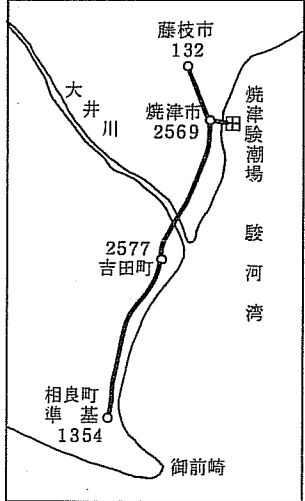 藤枝市
132
大井川
焼津市
2569
焼津驗潮場
駿河湾
2577
吉田町
相良町
準基
1354
御前崎